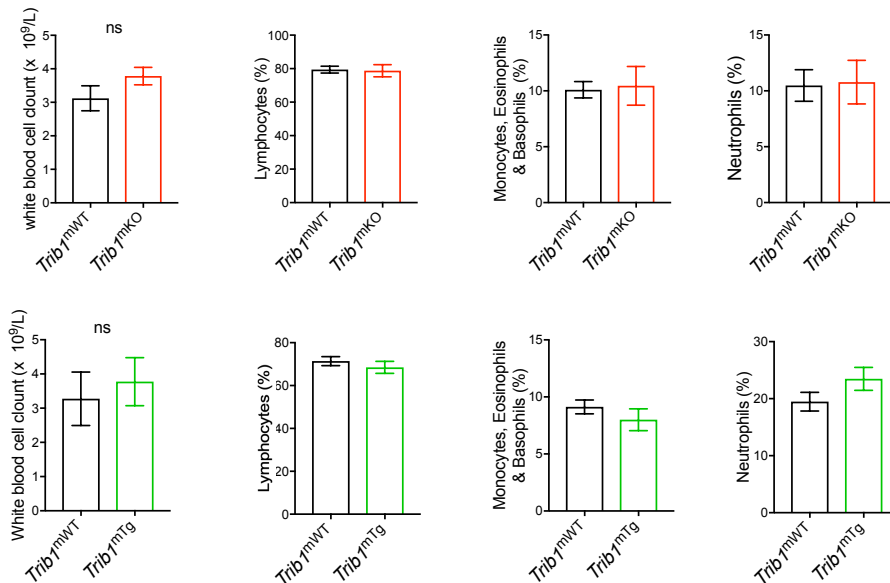 ns
white blood cell clount (x 10⁹/L)
5
4
3
2
1
0
Trib1ᵐᵂᵀ
Trib1ᵐᴷᴼ
Lymphocytes (%)
100
80
60
40
20
0
Trib1ᵐᵂᵀ
Trib1ᵐᴷᴼ
Monocytes, Eosinophils
& Basophils (%)
15
10
5
0
Trib1ᵐᵂᵀ
Trib1ᵐᴷᴼ
Neutrophils (%)
15
10
5
0
Trib1ᵐᵂᵀ
Trib1ᵐᴷᴼ
ns
White blood cell clount (x 10⁹/L)
5
4
3
2
1
0
Trib1ᵐᵂᵀ
Trib1ᵐᵀᵍ
Lymphocytes (%)
80
60
40
20
0
Trib1ᵐᵂᵀ
Trib1ᵐᵀᵍ
Monocytes, Eosinophils
& Basophils (%)
15
10
5
0
Trib1ᵐᵂᵀ
Trib1ᵐᵀᵍ
Neutrophils (%)
30
20
10
0
Trib1ᵐᵂᵀ
Trib1ᵐᵀᵍ